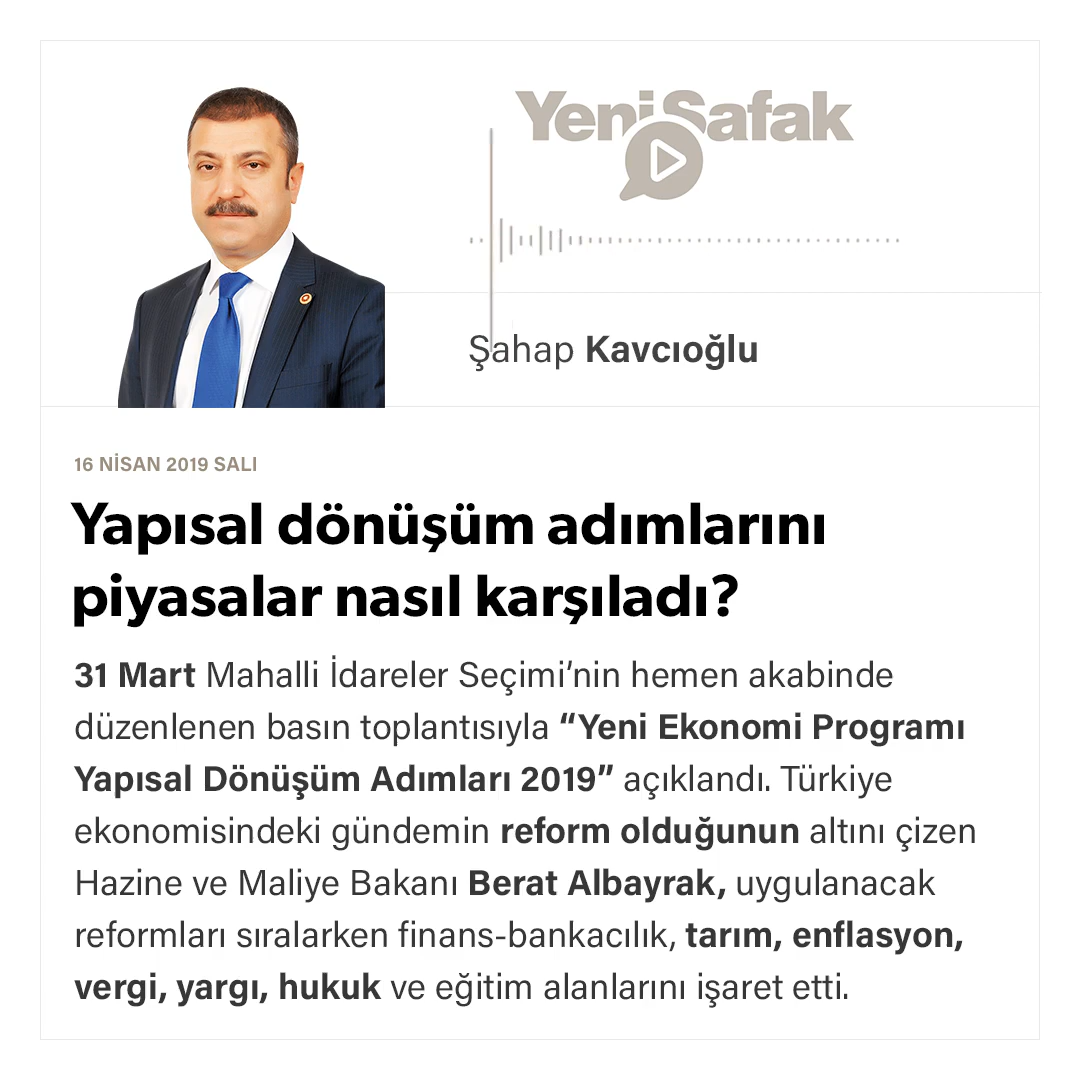 Yeni Safak
Şahap Kavcıoğlu
16 NİSAN 2019 SALI
Yapısal dönüşüm adımlarını
piyasalar nasıl karşıladı?
31 Mart Mahalli İdareler Seçimi’nin hemen akabinde
düzenlenen basın toplantısıyla “Yeni Ekonomi Programı
Yapısal Dönüşüm Adımları 2019” açıklandı. Türkiye
ekonomisindeki gündemin reform olduğunun altını çizen
Hazine ve Maliye Bakanı Berat Albayrak, uygulanacak
reformları sıralarken finans-bankacılık, tarım, enflasyon,
vergi, yargı, hukuk ve eğitim alanlarını işaret etti.